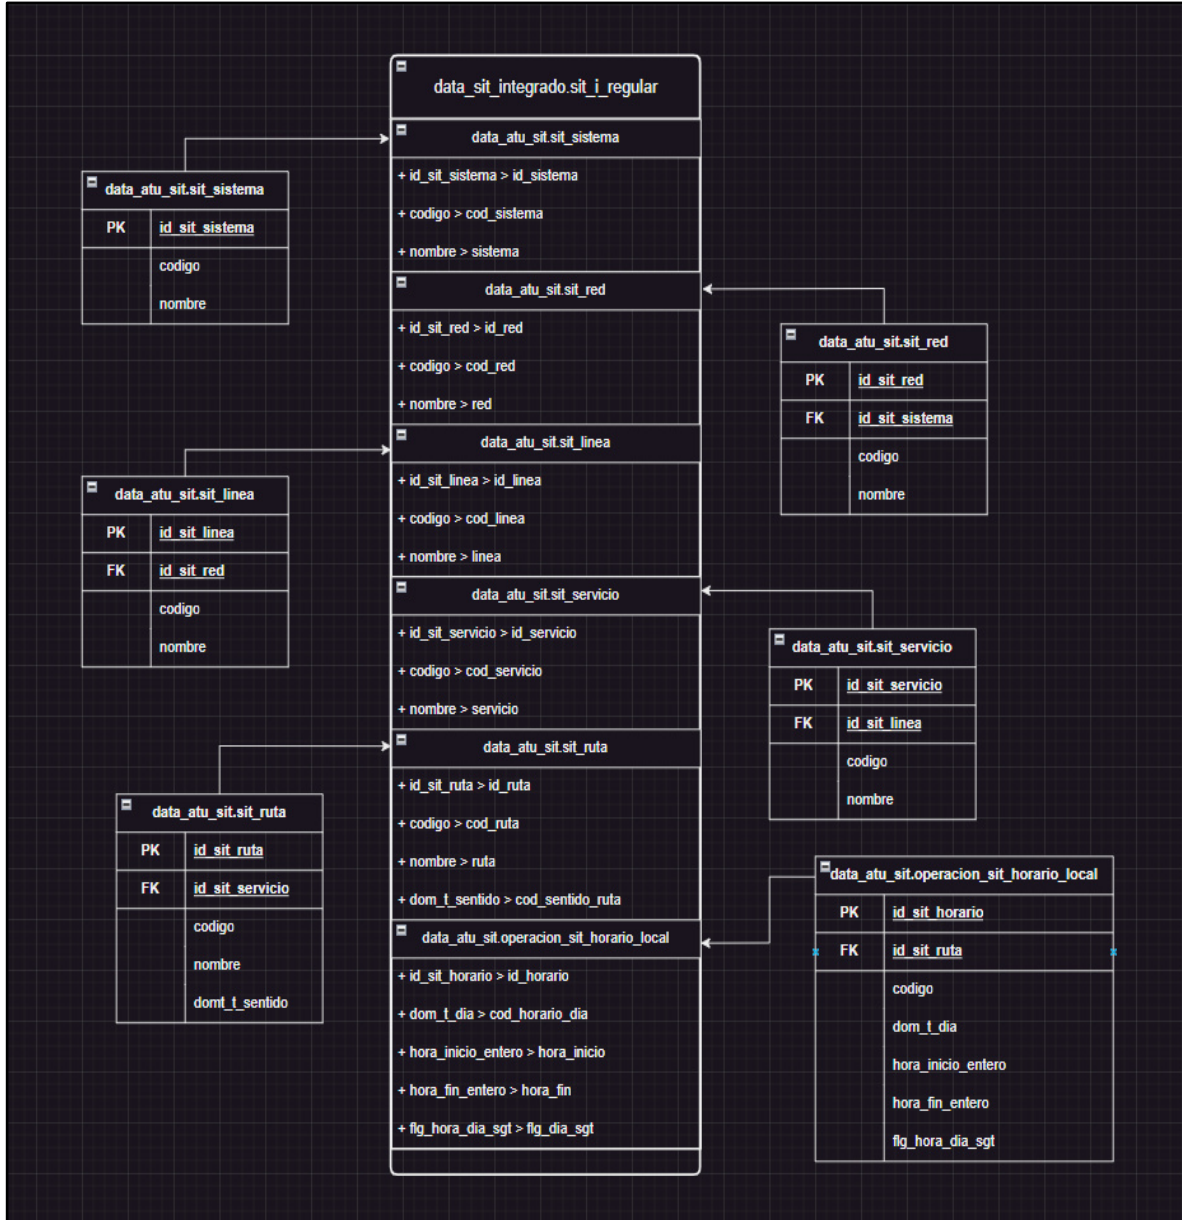 data_sit_integrado.sit_i_regular
data_atu_sit.sit_sistema
+ id_sit_sistema > id_sistema
+ codigo > cod_sistema
+ nombre > sistema
data_atu_sit.sit_red
+ id_sit_red > id_red
+ codigo > cod_red
+ nombre > red
data_atu_sit.sit_linea
+ id_sit_linea > id_linea
+ codigo > cod_linea
+ nombre > linea
data_atu_sit.sit_servicio
+ id_sit_servicio > id_servicio
+ codigo > cod_servicio
+ nombre > servicio
data_atu_sit.sit_ruta
+ id_sit_ruta > id_ruta
+ codigo > cod_ruta
+ nombre > ruta
+ dom_t_sentido > cod_sentido_ruta
data_atu_sit.operacion_sit_horario_local
+ id_sit_horario > id_horario
+ dom_t_dia > cod_horario_dia
+ hora_inicio_entero > hora_inicio
+ hora_fin_entero > hora_fin
+ flg_hora_dia_sgt > flg_dia_sgt
data_atu_sit.sit_sistema
PK id_sit_sistema
codigo
nombre
data_atu_sit.sit_red
PK id_sit_red
FK id_sit_sistema
codigo
nombre
data_atu_sit.sit_linea
PK id_sit_linea
FK id_sit_red
codigo
nombre
data_atu_sit.sit_servicio
PK id_sit_servicio
FK id_sit_linea
codigo
nombre
data_atu_sit.sit_ruta
PK id_sit_ruta
FK id_sit_servicio
codigo
nombre
domt_t_sentido
data_atu_sit.operacion_sit_horario_local
PK id_sit_horario
FK id_sit_ruta
codigo
dom_t_dia
hora_inicio_entero
hora_fin_entero
flg_hora_dia_sgt